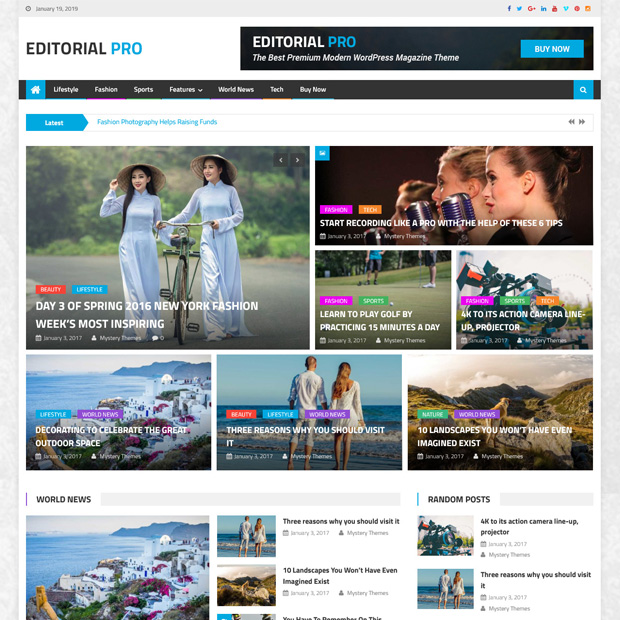 January 19, 2019
EDITORIAL PRO
EDITORIAL PRO
The Best Premium Modern WordPress Magazine Theme
BUY NOW
Lifestyle Fashion Sports Features World News Tech Buy Now
Latest
Fashion Photography Helps Raising Funds
BEAUTY LIFESTYLE
DAY 3 OF SPRING 2016 NEW YORK FASHION
WEEK'S MOST INSPIRING
January 3, 2017 Mystery Themes 0
FASHION TECH
START RECORDING LIKE A PRO WITH THE HELP OF THESE 6 TIPS
January 3, 2017 Mystery Themes
FASHION SPORTS
LEARN TO PLAY GOLF BY
PRACTICING 15 MINUTES A DAY
January 3, 2017 Mystery Themes
FASHION SPORTS TECH
4K TO ITS ACTION CAMERA LINE-
UP, PROJECTOR
January 3, 2017 Mystery Themes
LIFESTYLE WORLD NEWS
DECORATING TO CELEBRATE THE GREAT
OUTDOOR SPACE
January 3, 2017 Mystery Themes
BEAUTY LIFESTYLE WORLD NEWS
THREE REASONS WHY YOU SHOULD VISIT
IT
January 3, 2017 Mystery Themes
NATURE WORLD NEWS
10 LANDSCAPES YOU WON'T HAVE EVEN
IMAGINED EXIST
January 3, 2017 Mystery Themes
WORLD NEWS
Three reasons why you should visit it
January 3, 2017 Mystery Themes
10 Landscapes You Won't Have Even
Imagined Exist
January 3, 2017 Mystery Themes
You Have To Remember On This
RANDOM POSTS
4K to its action camera line-up,
projector
January 3, 2017
Mystery Themes
Three reasons why you should visit
it
January 3, 2017
Mystery Themes